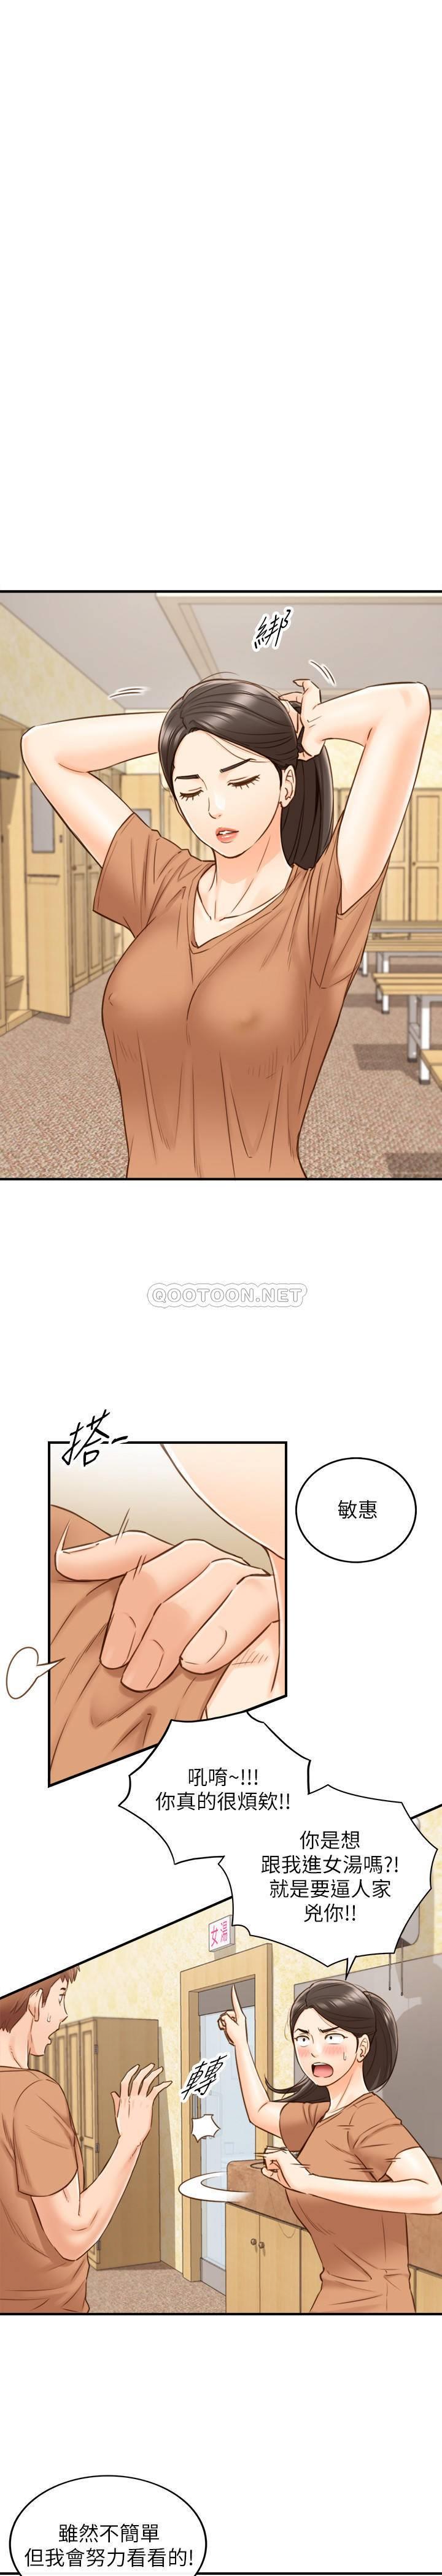 綁
QOOTOON.NET
搭~
敏惠
吼唷~!!!
你真的很煩欸!!
你是想
跟我進女湯嗎?!
就是要逼人家
兇你!!
女湯
轉
雖然不簡單
但我會努力看看的!